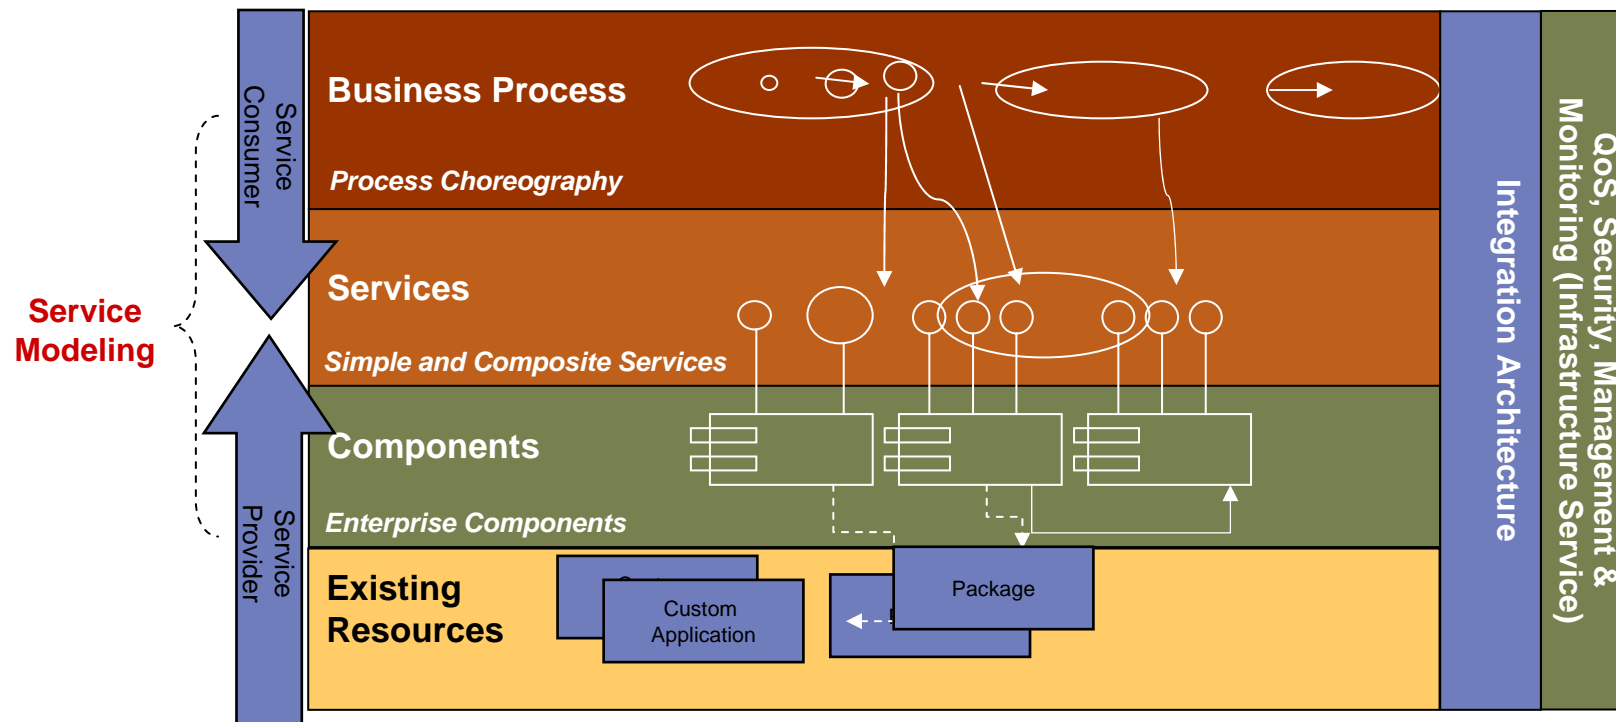 Service
Modeling
Service
Consumer
Service
Provider
Business Process
Process Choreography
Services
Simple and Composite Services
Components
Enterprise Components
Existing
Resources
Custom
Application
Package
Integration Architecture
QoS, Security, Management &
Monitoring (Infrastructure Service)